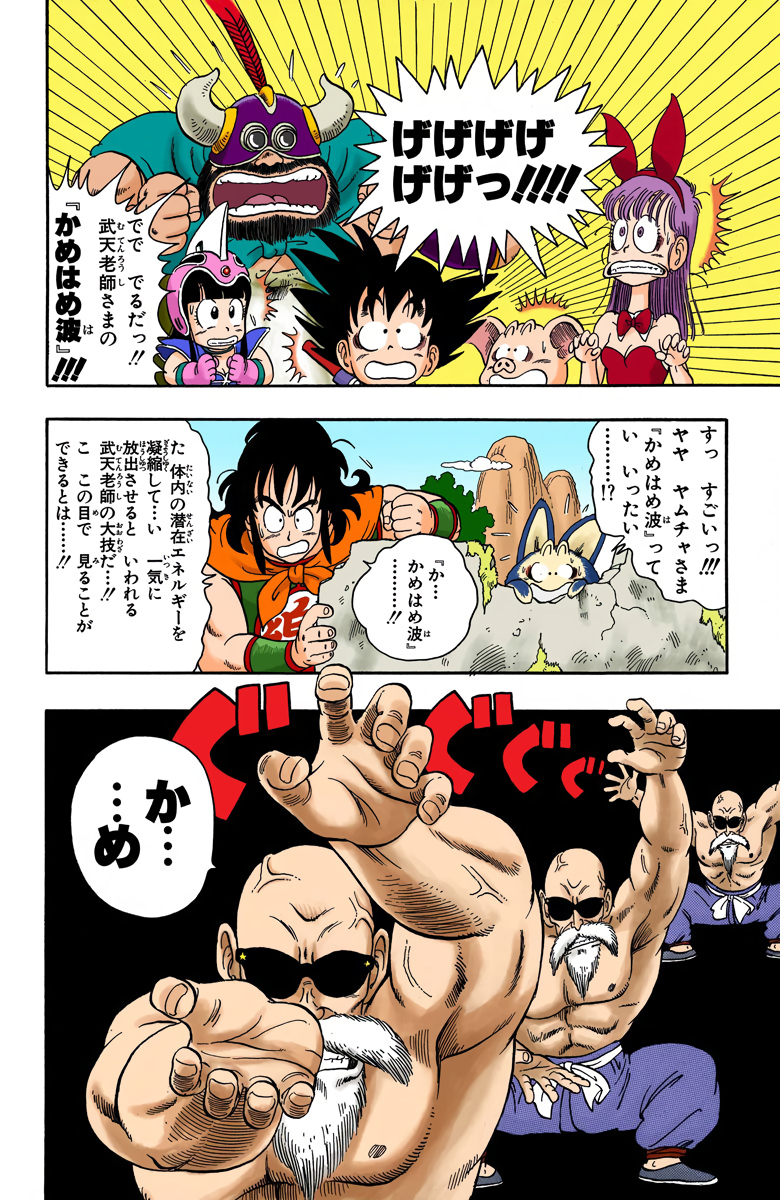 げげげげ
げげっ!!!!
でで でるだっ!!
武天老師さまの
『かめはめ波』!!!
すっ すごいっ!!!
ヤヤ ヤムチャさま
『かめはめ波』って
い いったい
………!?
『か…
かめはめ波』
………!!
た 体内の潜在エネルギーを
凝縮して…い 一気に
放出させると いわれる
武天老師の大技だ…!!
こ この目で 見ることが
できるとは……!!
ぐぐぐぐ
か…
…め